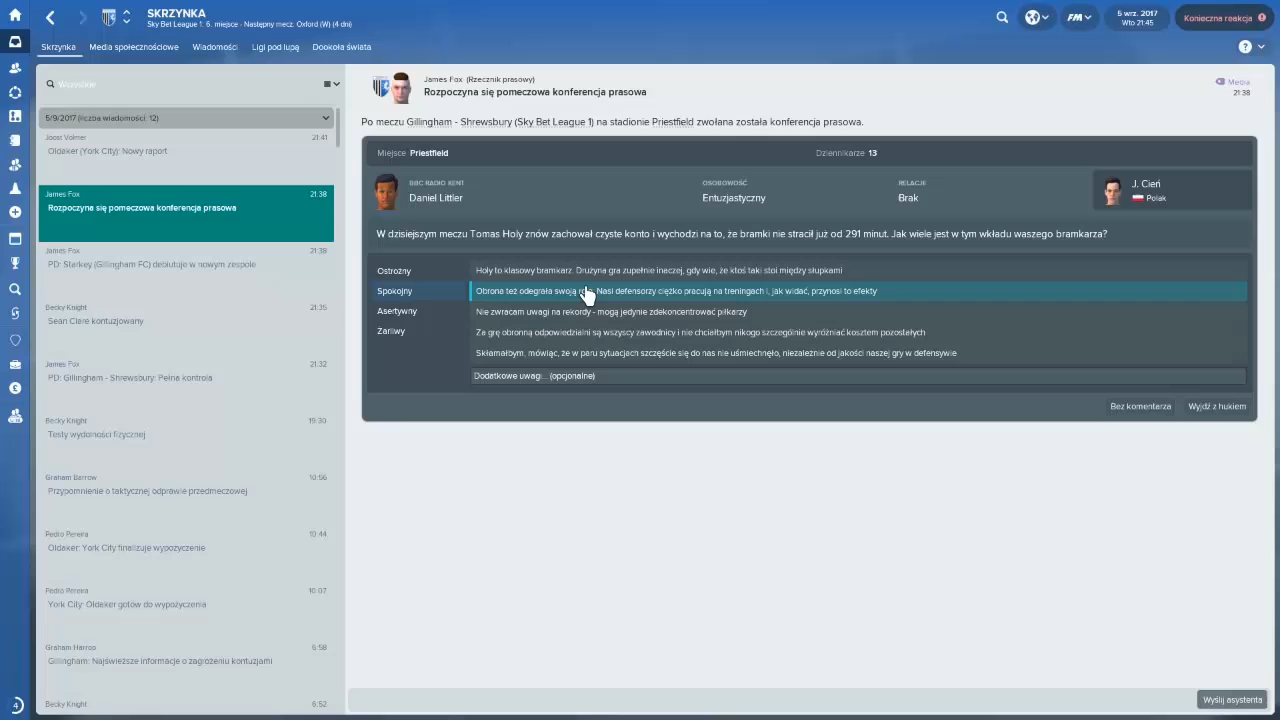 SKRZYNKA
Sky Bet League 1: 6. miejsce - Następny mecz: Oxford (W) (4 dni)
FM
5 wrz. 2017
Wto 21:45
Konieczna reakcja
Skrzynka
Media społecznościowe
Wiadomości
Ligi pod lupą
Dookoła świata
Wszystkie
5/9/2017 (liczba wiadomości: 12)
Joost Volmer 21:41
Oldaker (York City): Nowy raport
James Fox 21:38
Rozpoczyna się pomeczowa konferencja prasowa
James Fox 21:38
PD: Starkey (Gillingham FC) debiutuje w nowym zespole
Becky Knight 21:35
Sean Clare kontuzjowany
James Fox 21:32
PD: Gillingham - Shrewsbury: Pełna kontrola
Becky Knight 19:30
Testy wydolności fizycznej
Graham Barrow 10:56
Przypomnienie o taktycznej odprawie przedmeczowej
Pedro Pereira 10:44
Oldaker: York City finalizuje wypożyczenie
Pedro Pereira 10:07
York City: Oldaker gotów do wypożyczenia
Graham Harrop 6:58
Gillingham: Najświeższe informacje o zagrożeniu kontuzjami
Becky Knight 6:52
4
James Fox (Rzecznik prasowy)
Rozpoczyna się pomeczowa konferencja prasowa
Media
21:38
Po meczu Gillingham - Shrewsbury (Sky Bet League 1) na stadionie Priestfield zwołana została konferencja prasowa.
Miejsce Priestfield
Dziennikarze 13
BBC RADIO KENT
Daniel Littler
OSOBOWOŚĆ
Entuzjastyczny
RELACJE
Brak
J. Cień
Polak
W dzisiejszym meczu Tomas Holy znów zachował czyste konto i wychodzi na to, że bramki nie stracił już od 291 minut. Jak wiele jest w tym wkładu waszego bramkarza?
Ostrożny
Spokojny
Asertywny
Żarliwy
Holy to klasowy bramkarz. Drużyna gra zupełnie inaczej, gdy wie, że ktoś taki stoi między słupkami
Obrona też odegrała swoją Nasi defensorzy ciężko pracują na treningach i, jak widać, przynosi to efekty
Nie zwracam uwagi na rekordy - mogą jedynie zdekoncentrować piłkarzy
Za grę obronną odpowiedzialni są wszyscy zawodnicy i nie chciałbym nikogo szczególnie wyróżniać kosztem pozostałych
Skłamałbym, mówiąc, że w paru sytuacjach szczęście się do nas nie uśmiechnęło, niezależnie od jakości naszej gry w defensywie
Dodatkowe uwagi... (opcjonalne)
Bez komentarza
Wyjdź z hukiem
Wyślij asystenta